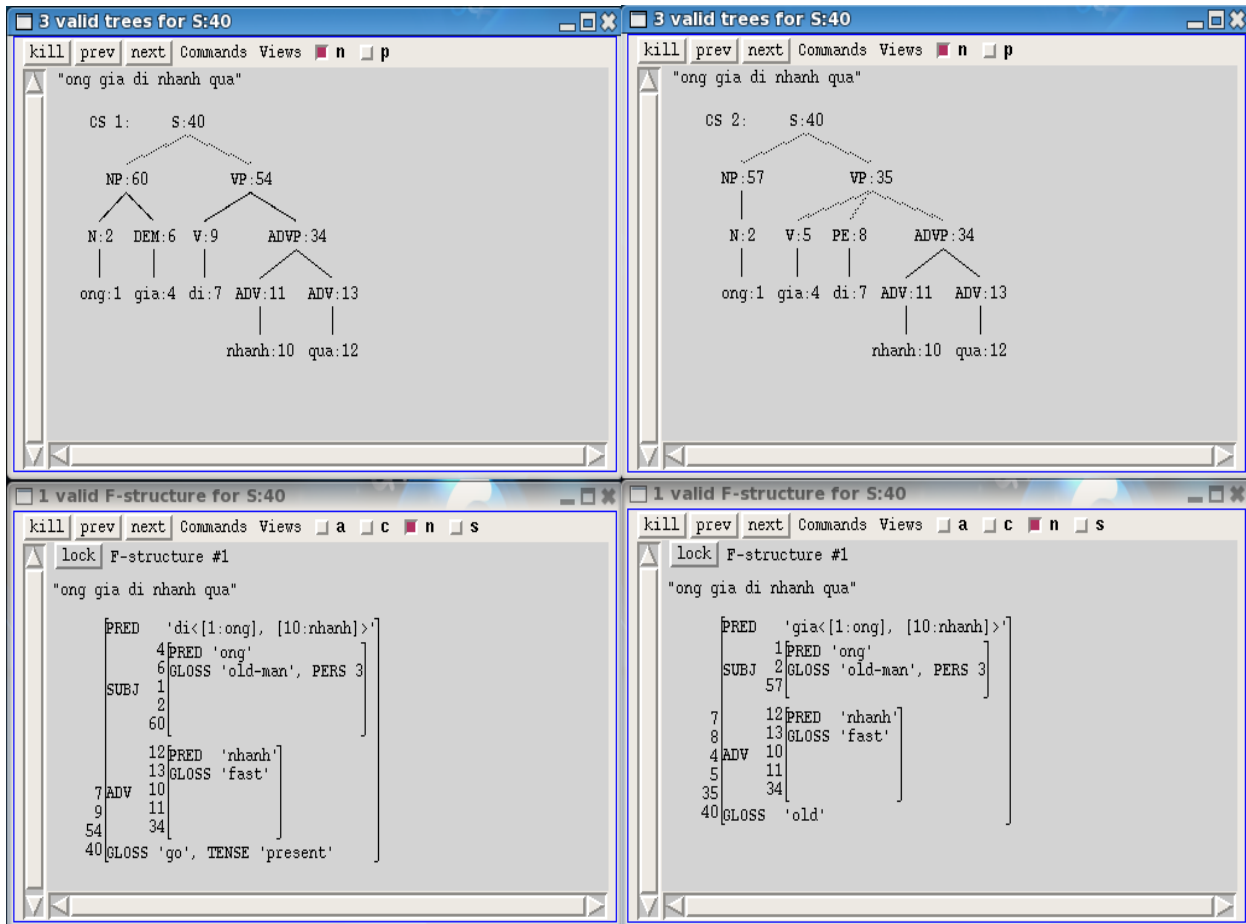 3 valid trees for S:40
kill prev next Commands Views n p
"ong gia di nhanh qua"
CS 1: S:40
NP:60 VP:54
N:2 DEM:6 V:9 ADVP:34
ong:1 gia:4 di:7 ADV:11 ADV:13
nhanh:10 qua:12
3 valid trees for S:40
kill prev next Commands Views n p
"ong gia di nhanh qua"
CS 2: S:40
NP:57 VP:35
N:2 V:5 PE:8 ADVP:34
ong:1 gia:4 di:7 ADV:11 ADV:13
nhanh:10 qua:12
1 valid F-structure for S:40
kill prev next Commands Views a c n s
lock F-structure #1
"ong gia di nhanh qua"
PRED 'di<[1:ong], [10:nhanh]>'
4 PRED 'ong'
6 GLOSS 'old-man', PERS 3
SUBJ 1
2
60
12 PRED 'nhanh'
13 GLOSS 'fast'
7 ADV 10
9 11
54 34
40 GLOSS 'go', TENSE 'present'
1 valid F-structure for S:40
kill prev next Commands Views a c n s
lock F-structure #1
"ong gia di nhanh qua"
PRED 'gia<[1:ong], [10:nhanh]>'
1 PRED 'ong'
SUBJ 2 GLOSS 'old-man', PERS 3
57
7 12 PRED 'nhanh'
8 13 GLOSS 'fast'
4 ADV 10
5 11
35 34
40 GLOSS 'old'